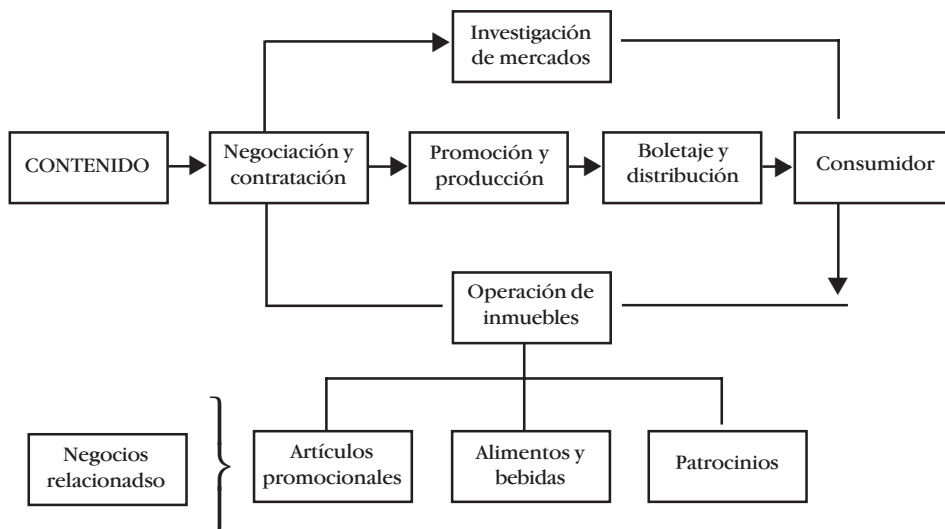 Investigación
de mercados
CONTENIDO
Negociación y
contratación
Promoción y
producción
Boletaje y
distribución
Consumidor
Operación de
inmuebles
Negocios
relacionadso
Artículos
promocionales
Alimentos y
bebidas
Patrocinios